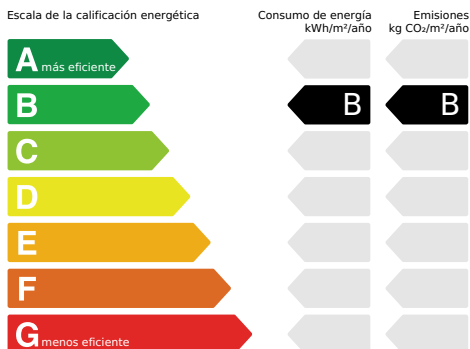 Escala de la calificación energética
Consumo de energía
kWh/m²/año
Emisiones
kg CO₂/m²/año
A más eficiente
B B B
C
D
E
F
G menos eficiente